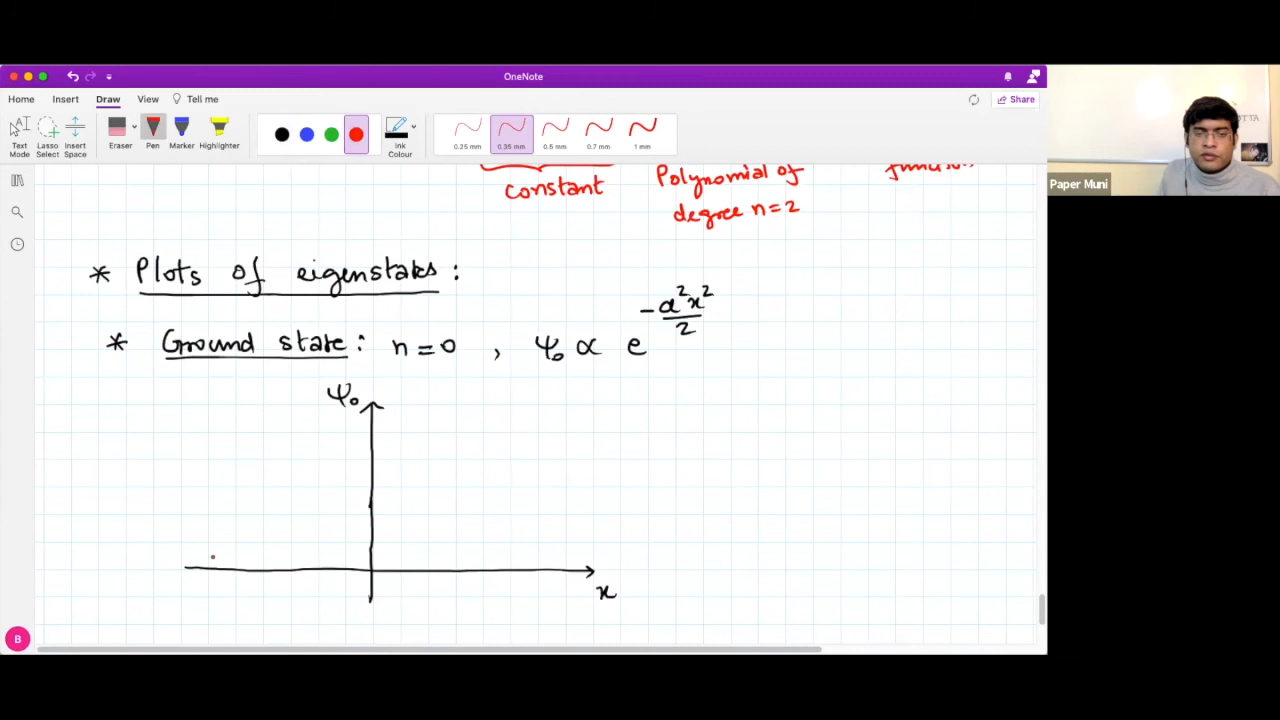 OneNote
Home Insert Draw View Tell me
Share
Text Mode
Lasso Select
Insert Space
Eraser
Pen
Marker
Highlighter
Ink Colour
0.25 mm
0.35 mm
0.5 mm
0.7 mm
1 mm
Paper Muni
constant
Polynomial of
degree n=2
* Plots of eigenstates :
* Ground state : n=0 , ψ₀ ∝ e^(-a²x²/2)
ψ₀
x
B